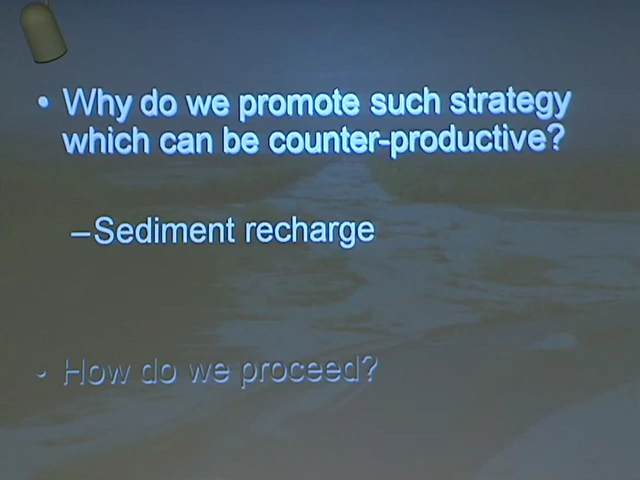 • Why do we promote such strategy
which can be counter-productive?
–Sediment recharge
• How do we proceed?